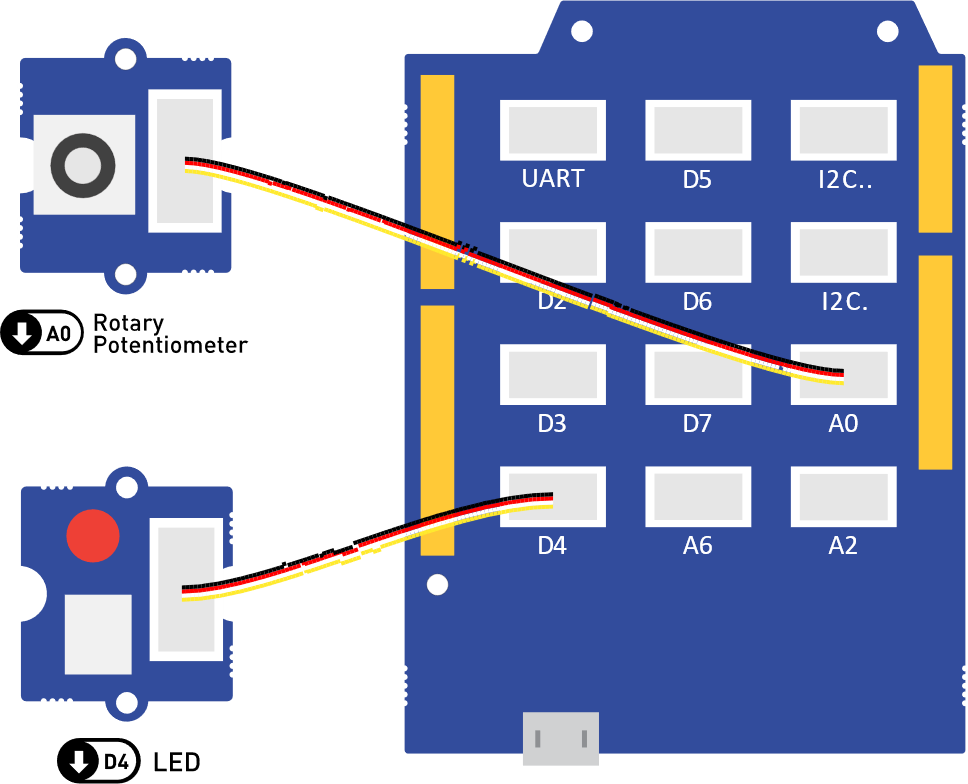 UART D5 I2C..
D2 D6 I2C.
A0 Rotary
Potentiometer
D3 D7 A0
D4 A6 A2
D4 LED